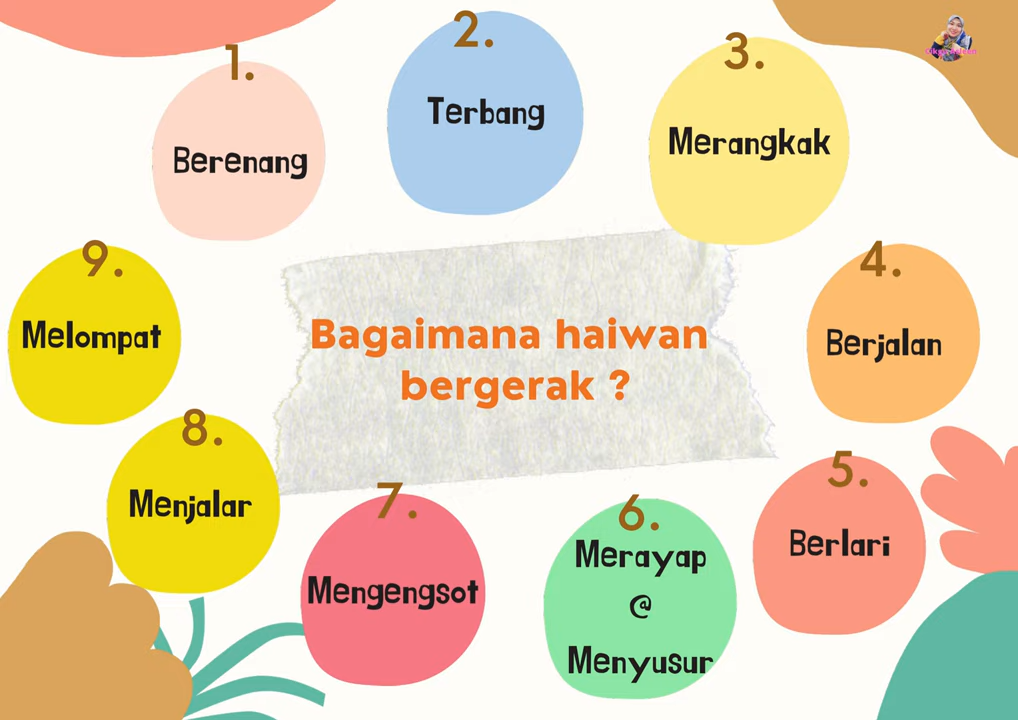 Bagaimana haiwan
bergerak ?
1.
Berenang
2.
Terbang
3.
Merangkak
4.
Berjalan
5.
Berlari
6.
Merayap
@
Menyusur
7.
Mengengsot
8.
Menjalar
9.
Melompat